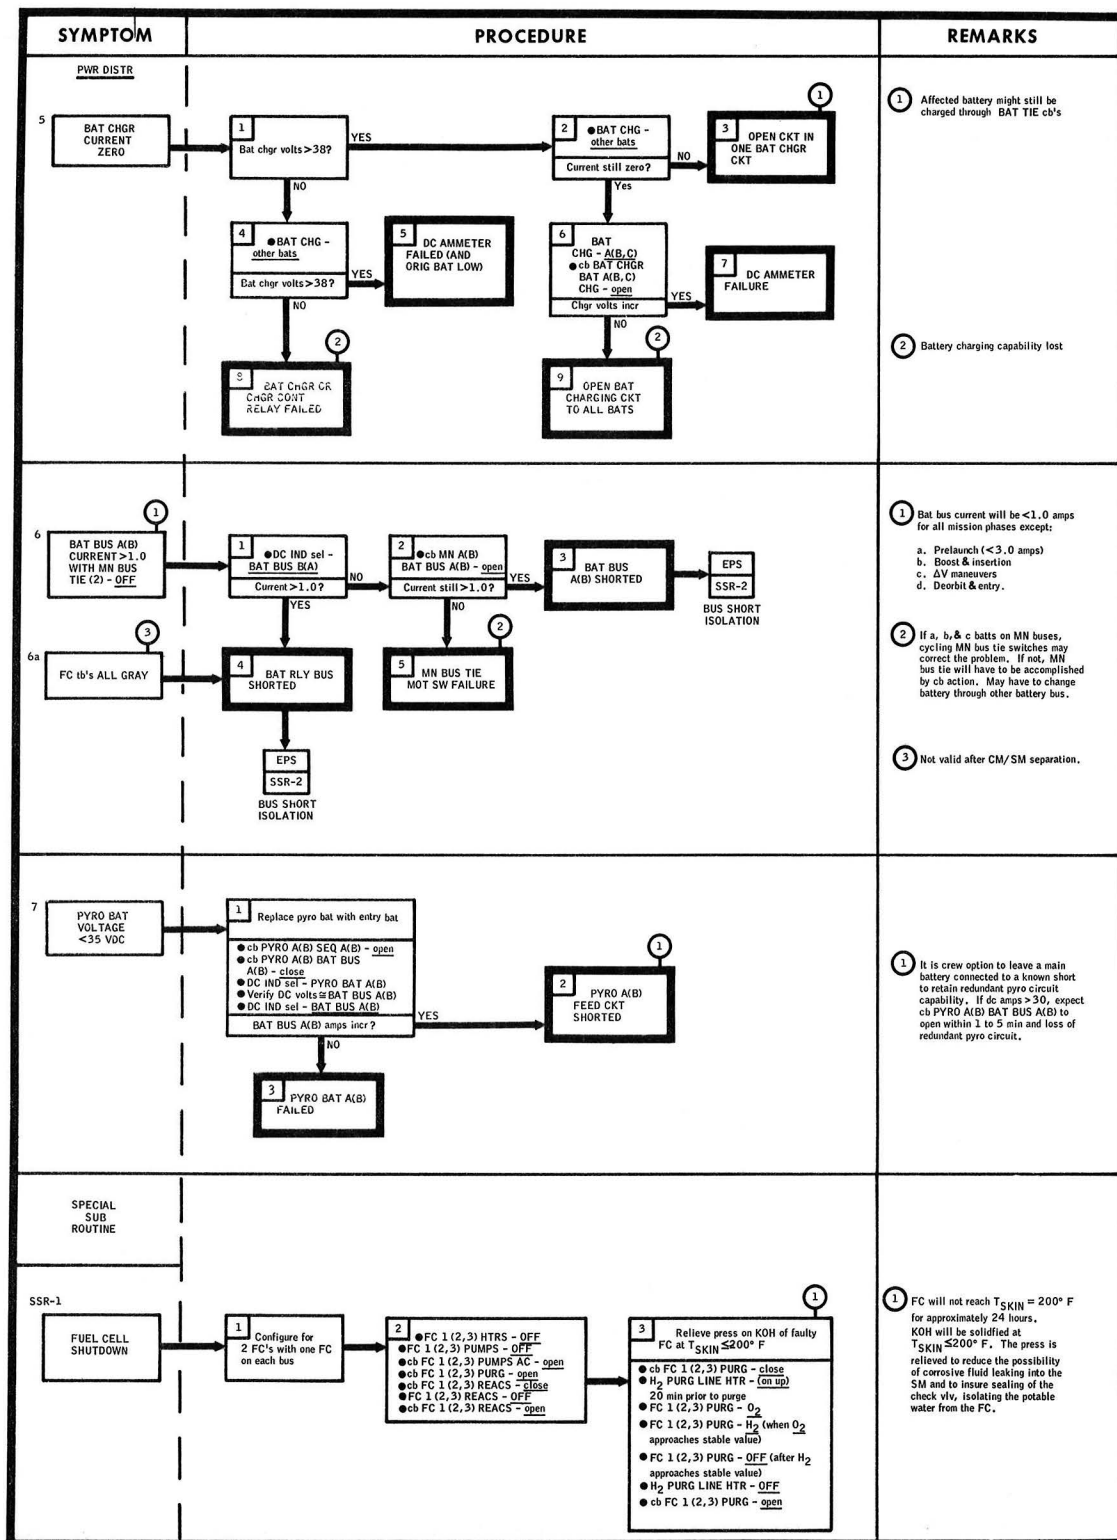 SYMPTOM
PROCEDURE
REMARKS
PWR DISTR
5
BAT CHGR
CURRENT
ZERO
1
Bat chgr volts>38?
YES
NO
2
●BAT CHG -
other bats
Current still zero?
NO
Yes
1
3
OPEN CKT IN
ONE BAT CHGR
CKT
4
●BAT CHG -
other bats
Bat chgr volts>38?
YES
NO
5
DC AMMETER
FAILED (AND
ORIG BAT LOW)
6
BAT
CHG - A(B,C)
●cb BAT CHGR
BAT A(B,C)
CHG - open
Chgr volts incr
YES
NO
7
DC AMMETER
FAILURE
2
8
BAT CHGR OR
CHGR CONT
RELAY FAILED
2
9
OPEN BAT
CHARGING CKT
TO ALL BATS
1 Affected battery might still be
charged through BAT TIE cb's
2 Battery charging capability lost
6
1
BAT BUS A(B)
CURRENT>1.0
WITH MN BUS
TIE (2) - OFF
1
●DC IND sel -
BAT BUS B(A)
Current>1.0?
NO
YES
2
●cb MN A(B)
BAT BUS A(B) - open
Current still>1.0?
YES
NO
3
BAT BUS
A(B) SHORTED
EPS
SSR-2
BUS SHORT
ISOLATION
6a
3
FC tb's ALL GRAY
4
BAT RLY BUS
SHORTED
2
5
MN BUS TIE
MOT SW FAILURE
EPS
SSR-2
BUS SHORT
ISOLATION
1 Bat bus current will be <1.0 amps
for all mission phases except:
a. Prelaunch (<3.0 amps)
b. Boost & insertion
c. ΔV maneuvers
d. Deorbit & entry.
2 If a, b, & c batts on MN buses,
cycling MN bus tie switches may
correct the problem. If not, MN
bus tie will have to be accomplished
by cb action. May have to change
battery through other battery bus.
3 Not valid after CM/SM separation.
7
PYRO BAT
VOLTAGE
<35 VDC
1
Replace pyro bat with entry bat
●cb PYRO A(B) SEQ A(B) - open
●cb PYRO A(B) BAT BUS
A(B) - close
●DC IND sel - PYRO BAT A(B)
●Verify DC volts≅BAT BUS A(B)
●DC IND sel - BAT BUS A(B)
BAT BUS A(B) amps incr?
YES
NO
1
2
PYRO A(B)
FEED CKT
SHORTED
3
PYRO BAT A(B)
FAILED
1 It is crew option to leave a main
battery connected to a known short
to retain redundant pyro circuit
capability. If dc amps>30, expect
cb PYRO A(B) BAT BUS A(B) to
open within 1 to 5 min and loss of
redundant pyro circuit.
SPECIAL
SUB
ROUTINE
SSR-1
FUEL CELL
SHUTDOWN
1
Configure for
2 FC's with one FC
on each bus
2
●FC 1 (2,3) HTRS - OFF
●FC 1 (2,3) PUMPS - OFF
●cb FC 1 (2,3) PUMPS AC - open
●cb FC 1 (2,3) PURG - open
●cb FC 1 (2,3) REACS - close
●FC 1 (2,3) REACS - OFF
●cb FC 1 (2,3) REACS - open
1
3
Relieve press on KOH of faulty
FC at TSKIN≤200° F
● cb FC 1 (2,3) PURG - close
● H2 PURG LINE HTR - (on up)
20 min prior to purge
● FC 1 (2,3) PURG - O2
● FC 1 (2,3) PURG - H2 (when O2
approaches stable value)
● FC 1 (2,3) PURG - OFF (after H2
approaches stable value)
● H2 PURG LINE HTR - OFF
● cb FC 1 (2,3) PURG - open
1 FC will not reach TSKIN = 200° F
for approximately 24 hours.
KOH will be solidfied at
TSKIN≤200° F. The press is
relieved to reduce the possibility
of corrosive fluid leaking into the
SM and to insure sealing of the
check vlv, isolating the potable
water from the FC.